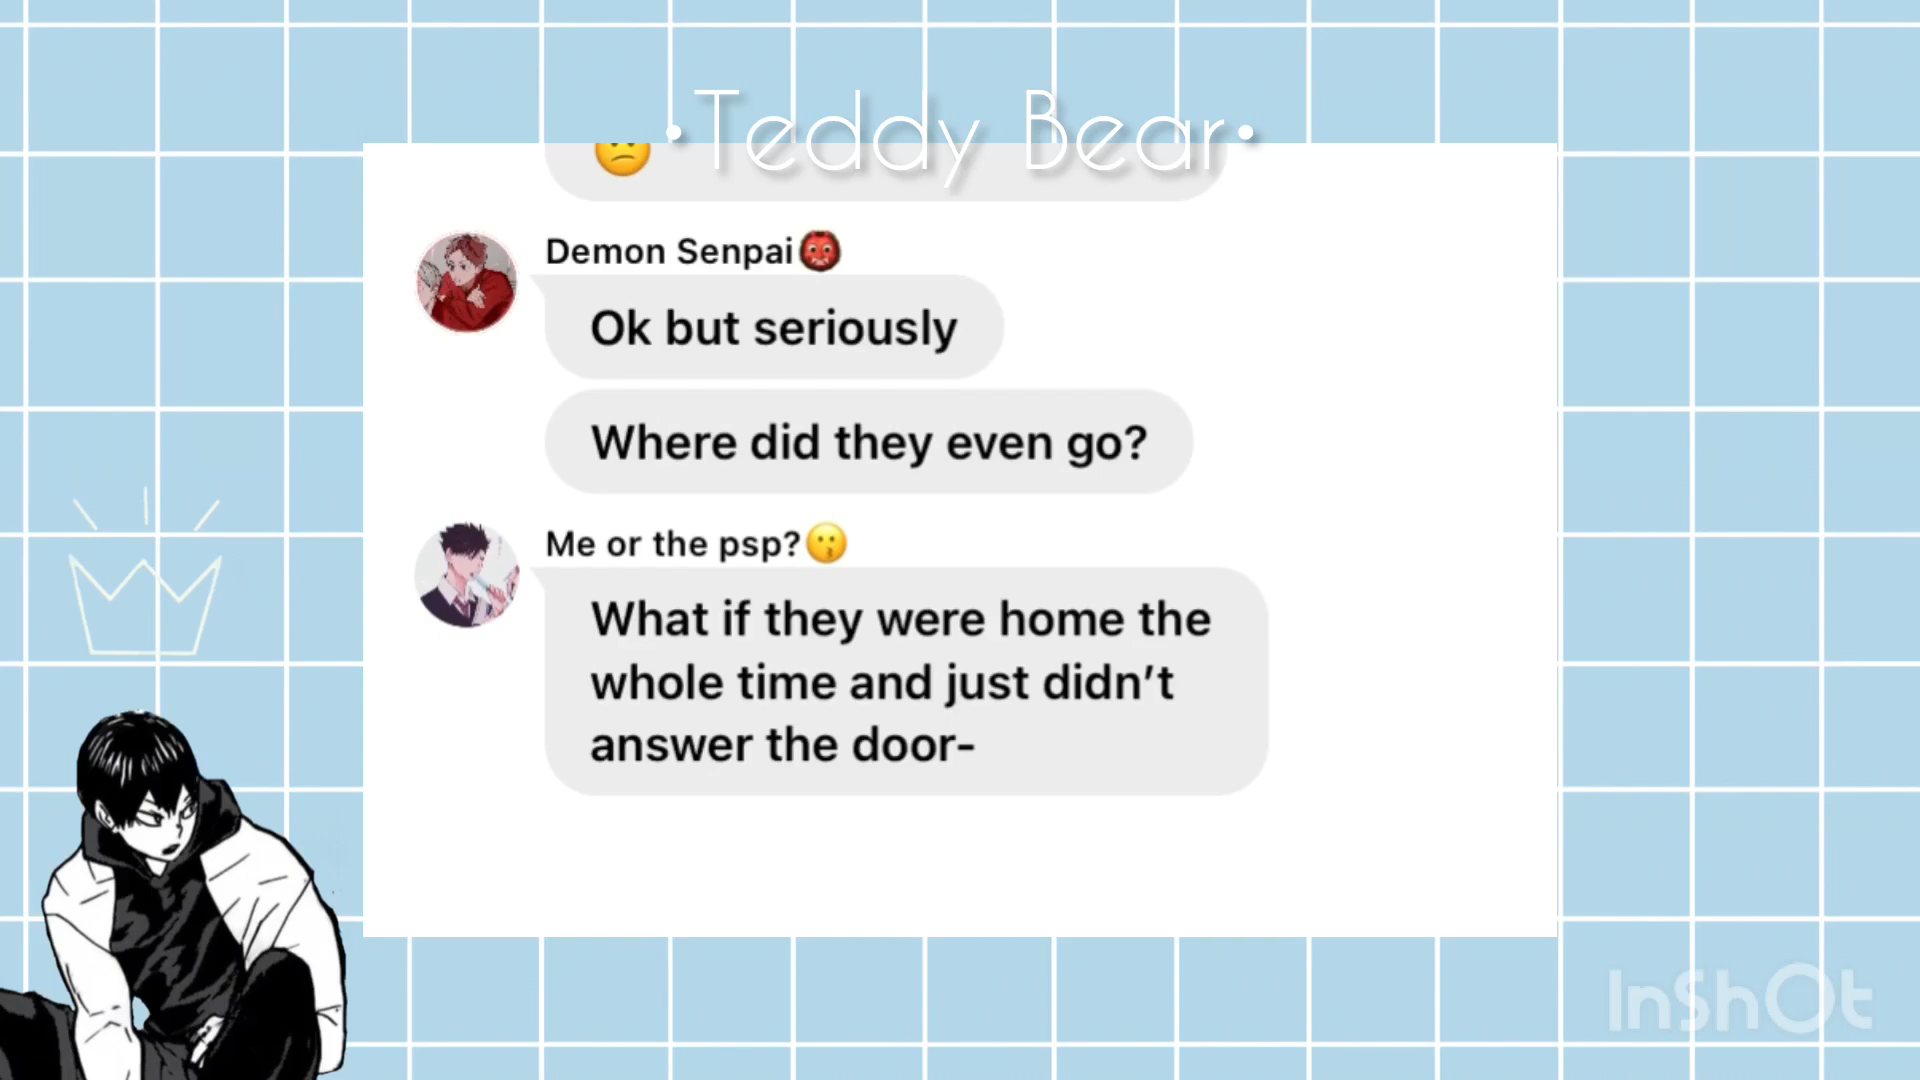 •Teddy Bear•
😕
Demon Senpai👹
Ok but seriously
Where did they even go?
Me or the psp?😗
What if they were home the
whole time and just didn’t
answer the door-
InShOt